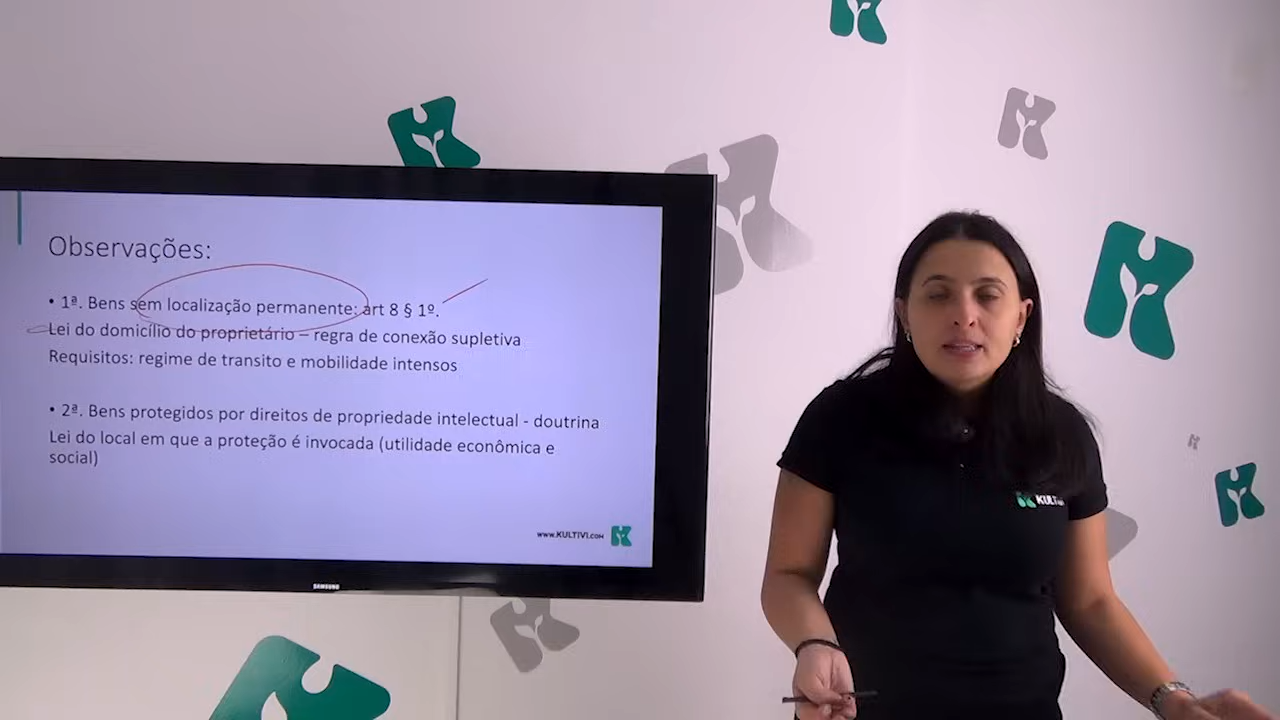 Observações:
• 1ª. Bens sem localização permanente: art 8 § 1º.
Lei do domicílio do proprietário – regra de conexão supletiva
Requisitos: regime de transito e mobilidade intensos
• 2ª. Bens protegidos por direitos de propriedade intelectual - doutrina
Lei do local em que a proteção é invocada (utilidade econômica e
social)
www.KULTIVI.com
SAMSUNG